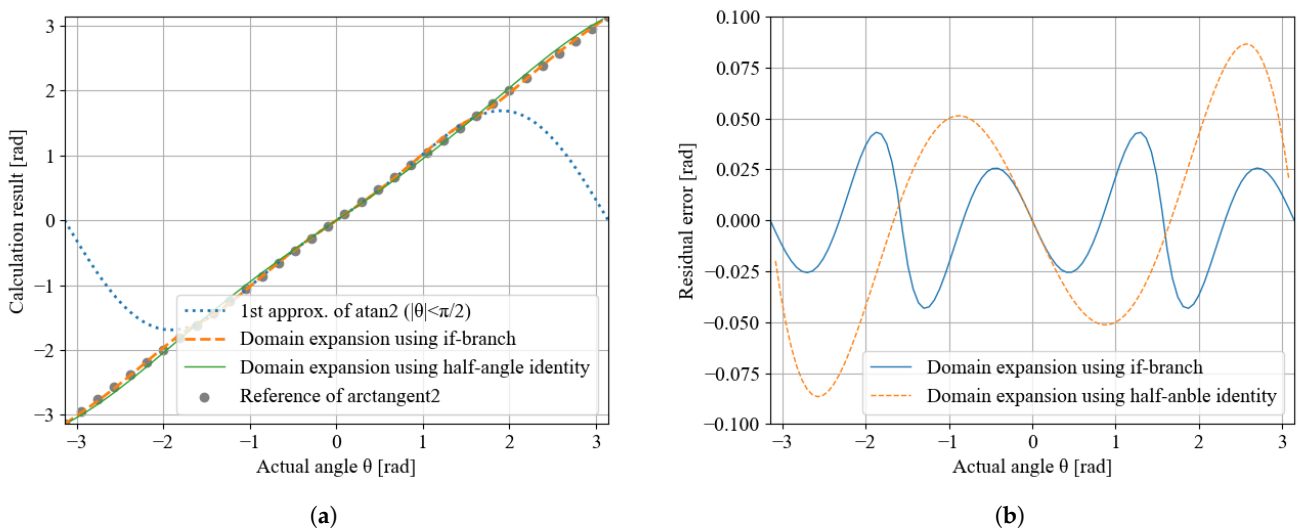 3
2
1
0
−1
−2
−3
Calculation result [rad]
−3
−2
−1
0
1
2
3
Actual angle θ [rad]
1st approx. of atan2 (|θ|<π/2)
Domain expansion using if-branch
Domain expansion using half-angle identity
Reference of arctangent2
(a)
0.100
0.075
0.050
0.025
0.000
−0.025
−0.050
−0.075
−0.100
Residual error [rad]
−3
−2
−1
0
1
2
3
Actual angle θ [rad]
Domain expansion using if-branch
Domain expansion using half-anble identity
(b)